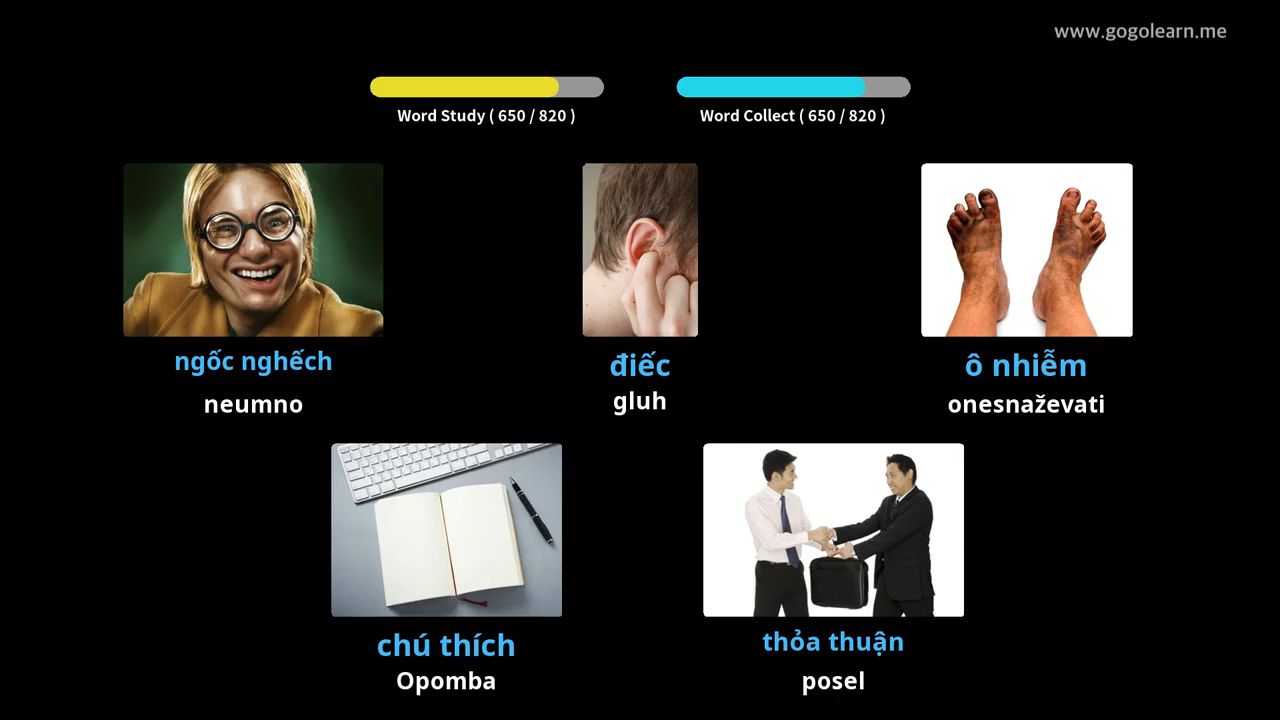 www.gogolearn.me
Word Study ( 650 / 820 )
Word Collect ( 650 / 820 )
ngốc nghếch
neumno
điếc
gluh
ô nhiễm
onesnaževati
chú thích
Opomba
thỏa thuận
posel